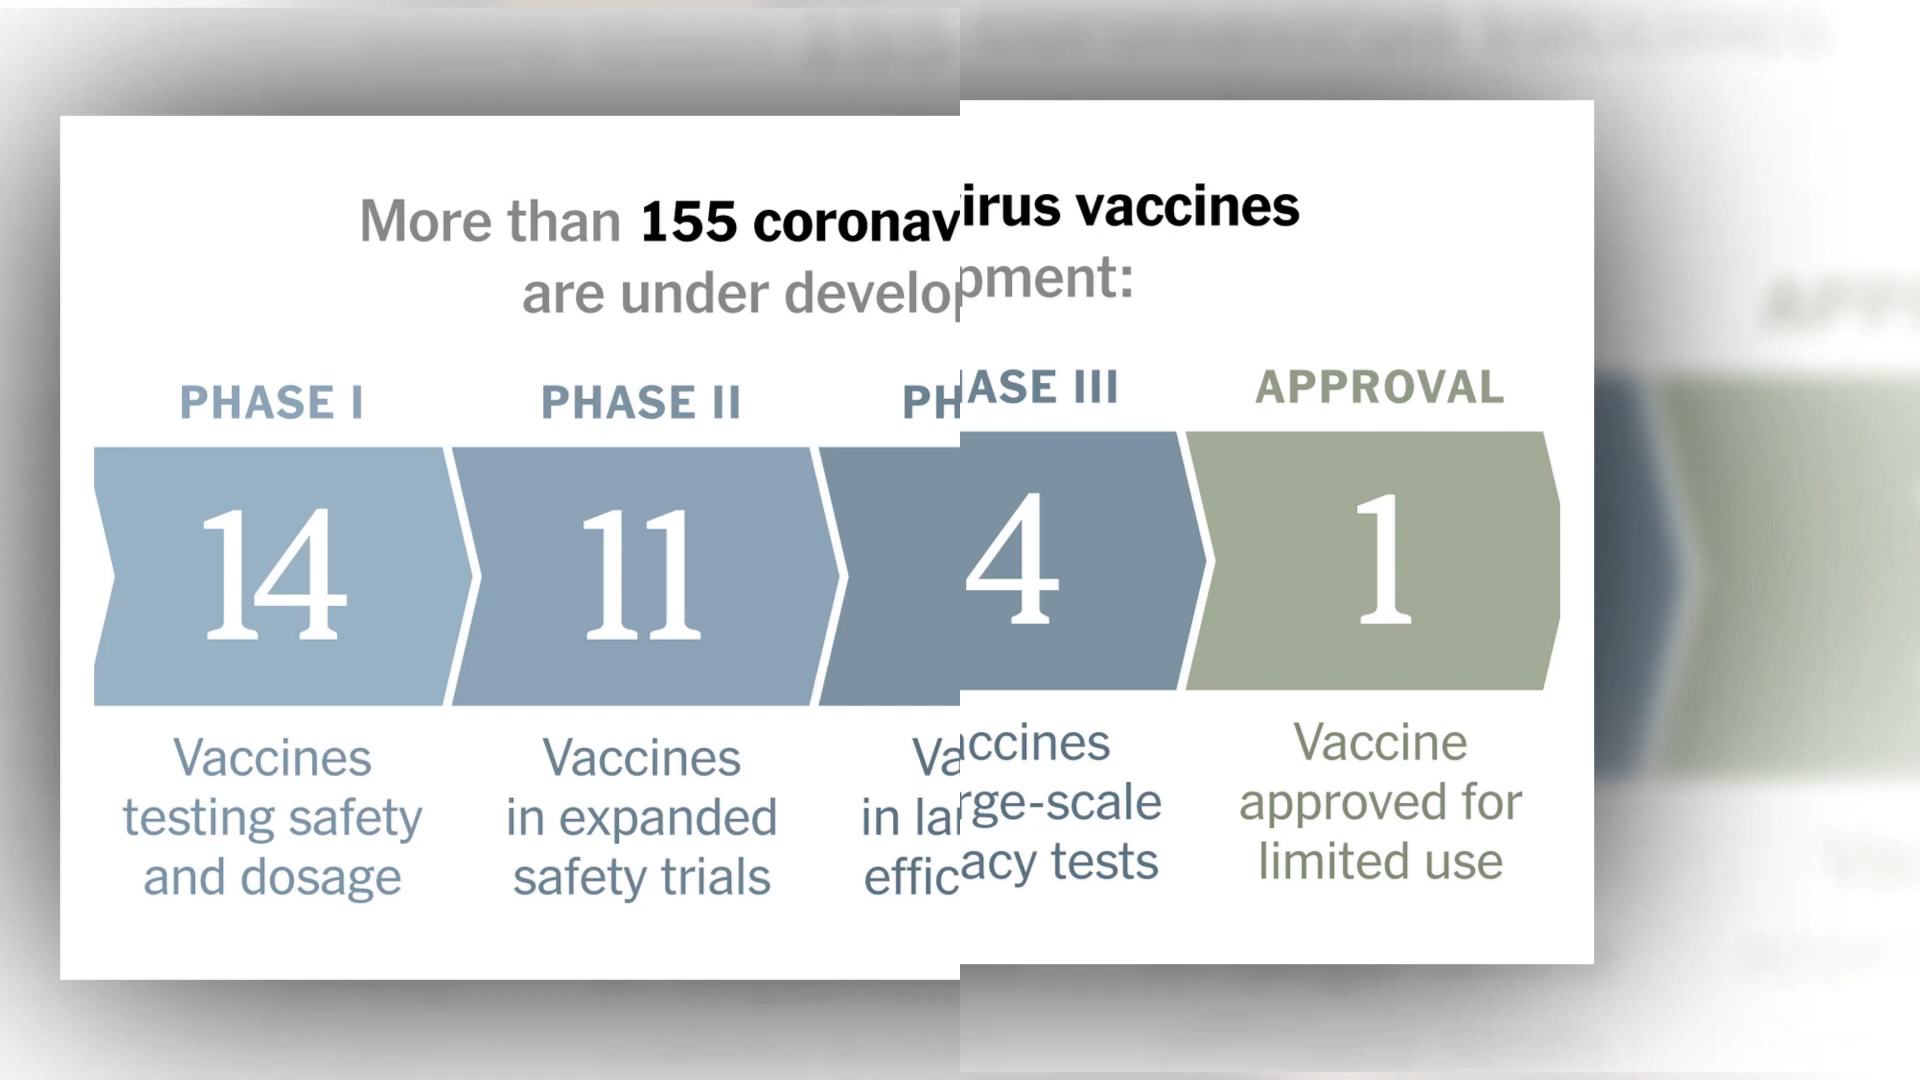 More than 155 coronavirus vaccines
are under development:
PHASE I
PHASE II
PHASE III
APPROVAL
14
11
4
1
Vaccines
testing safety
and dosage
Vaccines
in expanded
safety trials
Vaccines
in large-scale
efficacy tests
Vaccine
approved for
limited use